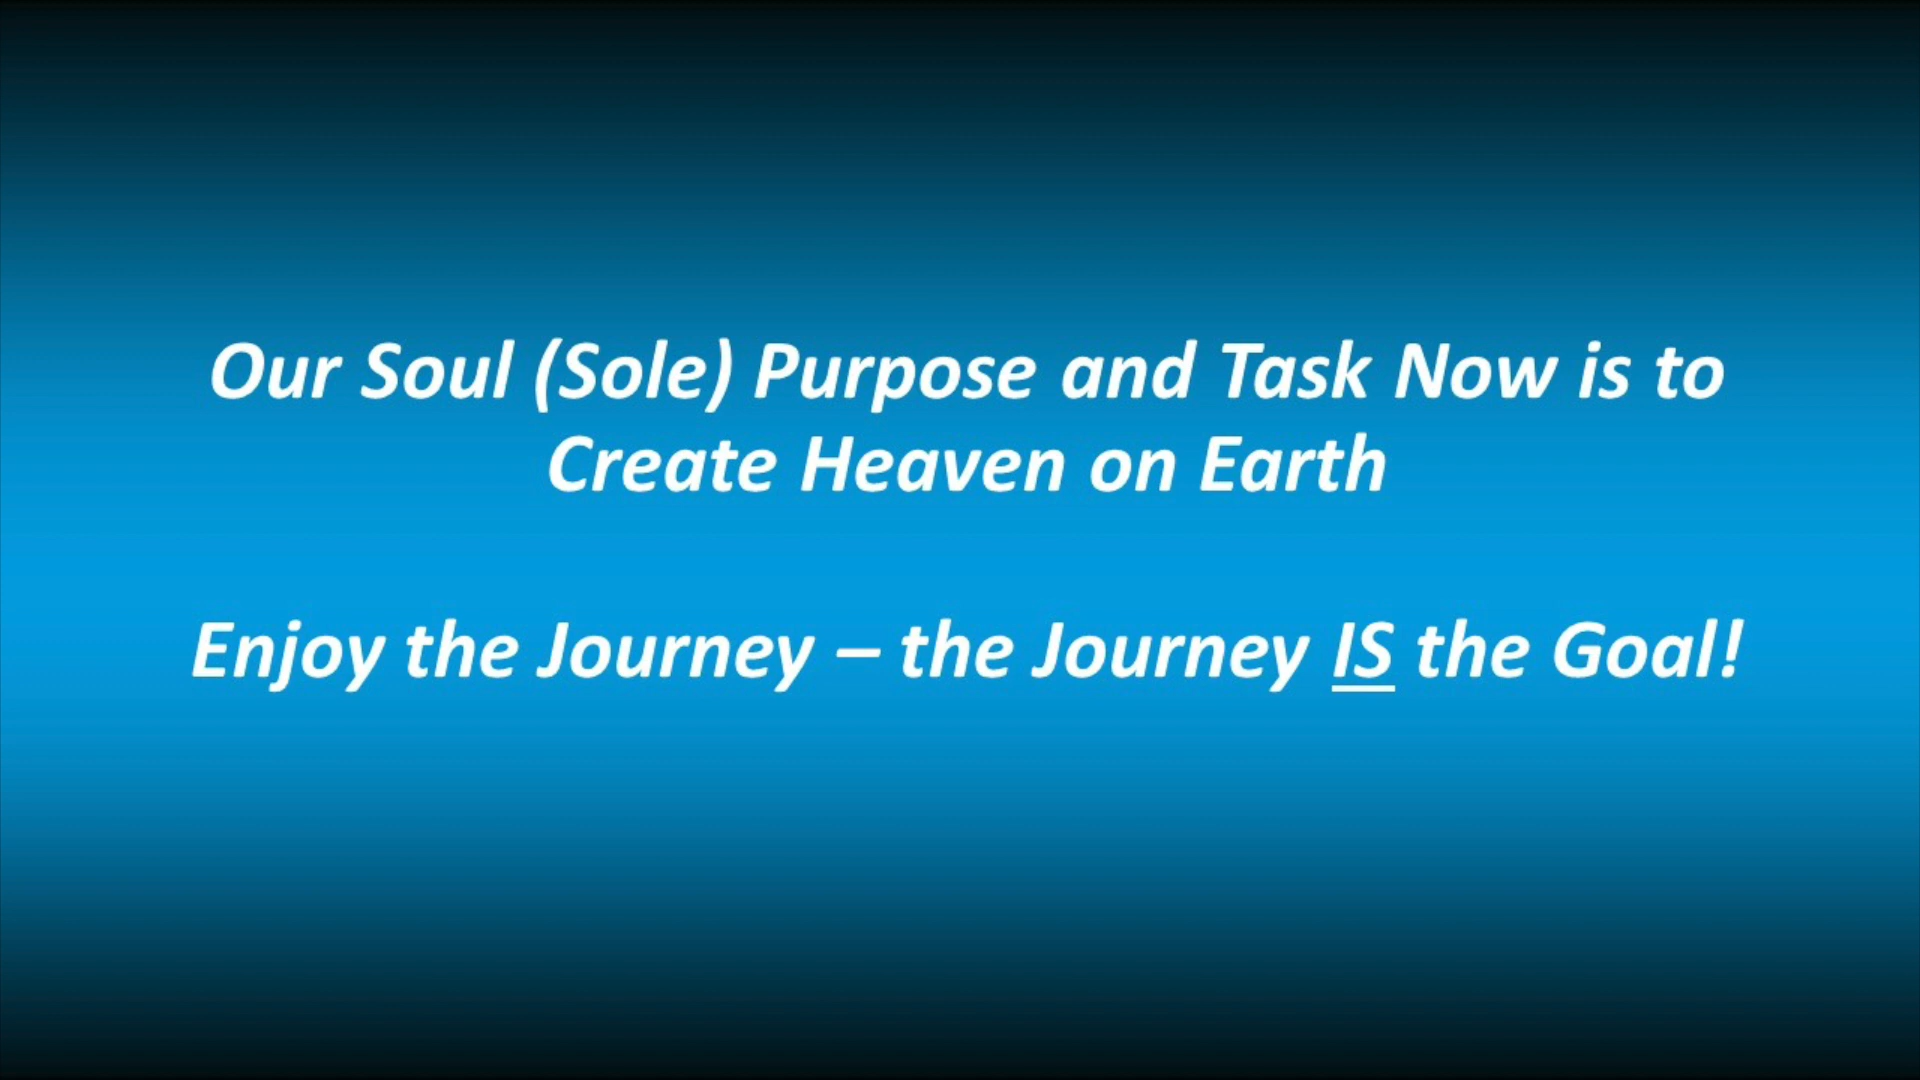 Our Soul (Sole) Purpose and Task Now is to
Create Heaven on Earth
Enjoy the Journey – the Journey IS the Goal!